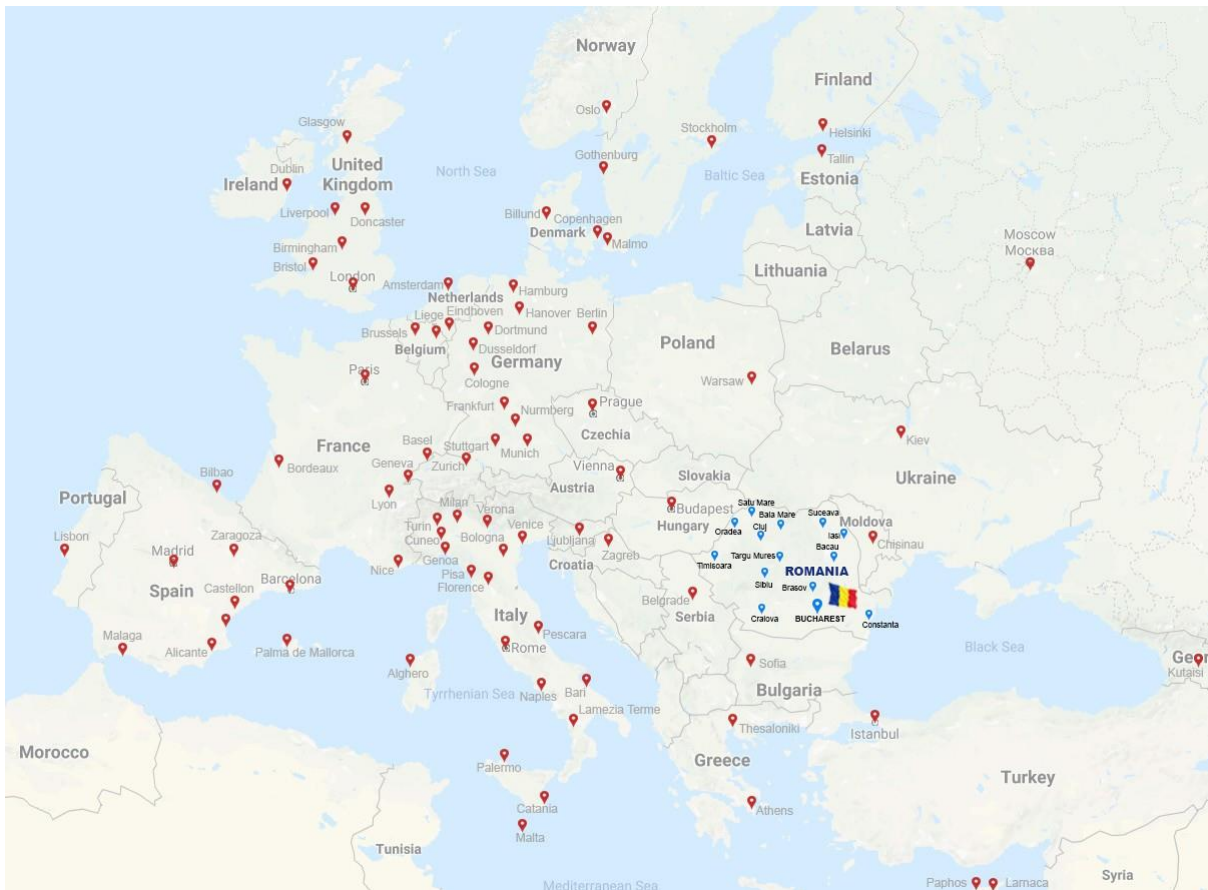 Norway
Finland
Oslo
Stockholm
Helsinki
Glasgow
Gothenburg
Tallin
United
Kingdom
Dublin
Ireland
North Sea
Baltic Sea
Estonia
Liverpool
Doncaster
Billund
Copenhagen
Denmark
Malmo
Latvia
Moscow
Москва
Birmingham
Bristol
London
Lithuania
Amsterdam
Netherlands
Hamburg
Eindhoven
Hanover
Liege
Brussels
Belgium
Dortmund
Berlin
Dusseldorf
Germany
Cologne
Poland
Belarus
Warsaw
Paris
Frankfurt
Nurmberg
Prague
Czechia
Kiev
France
Basel
Stuttgart
Munich
Bordeaux
Geneva
Zurich
Vienna
Slovakia
Ukraine
Bilbao
Lyon
Austria
Portugal
Milan
Verona
Budapest
Hungary
Satu Mare
Baia Mare
Suceava
Moldova
Oradea
Cluj
Iasi
Chisinau
Turin
Cuneo
Venice
Bologna
Ljubljana
Zagreb
Croatia
Lisbon
Zaragoza
Madrid
Nice
Genoa
Pisa
Florence
Timisoara
Targu Mures
Bacau
ROMANIA
Sibiu
Brasov
Spain
Barcelona
Castellon
Belgrade
Serbia
Craiova
BUCHAREST
Constanta
Italy
Pescara
Malaga
Alicante
Palma de Mallorca
Alghero
Rome
Sofia
Black Sea
Geor
Kutaisi
Tyrrhenian Sea
Naples
Bari
Bulgaria
Lamezia Terme
Thesaloniki
Istanbul
Morocco
Palermo
Greece
Turkey
Catania
Athens
Malta
Tunisia
Syria
Mediterranean Sea
Paphos
Larnaca